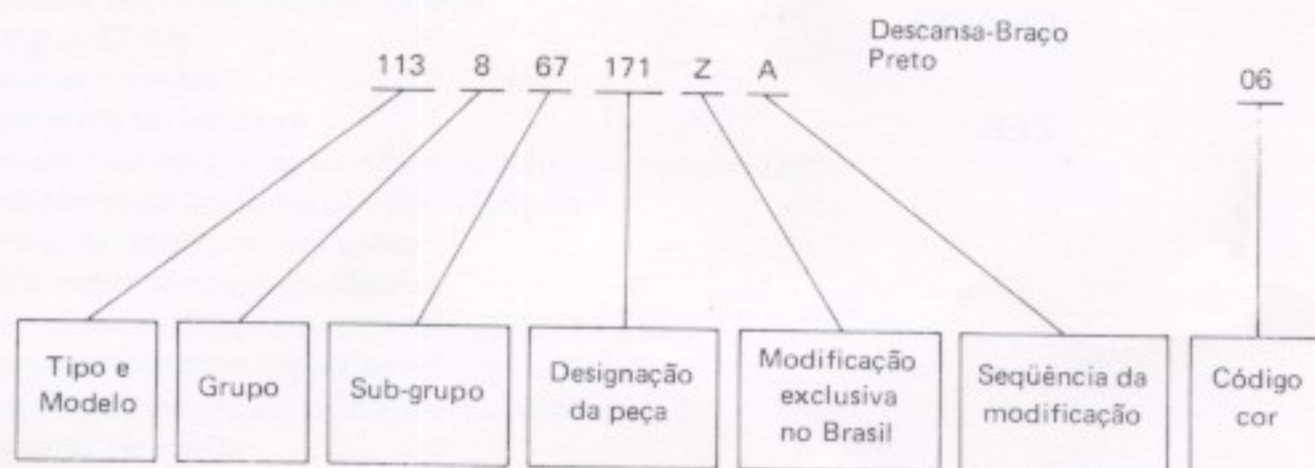 Descansa-Braço
Preto
113 8 67 171 Z A 06
Tipo e
Modelo
Grupo
Sub-grupo
Designação
da peça
Modificação
exclusiva
no Brasil
Seqüência da
modificação
Código
cor